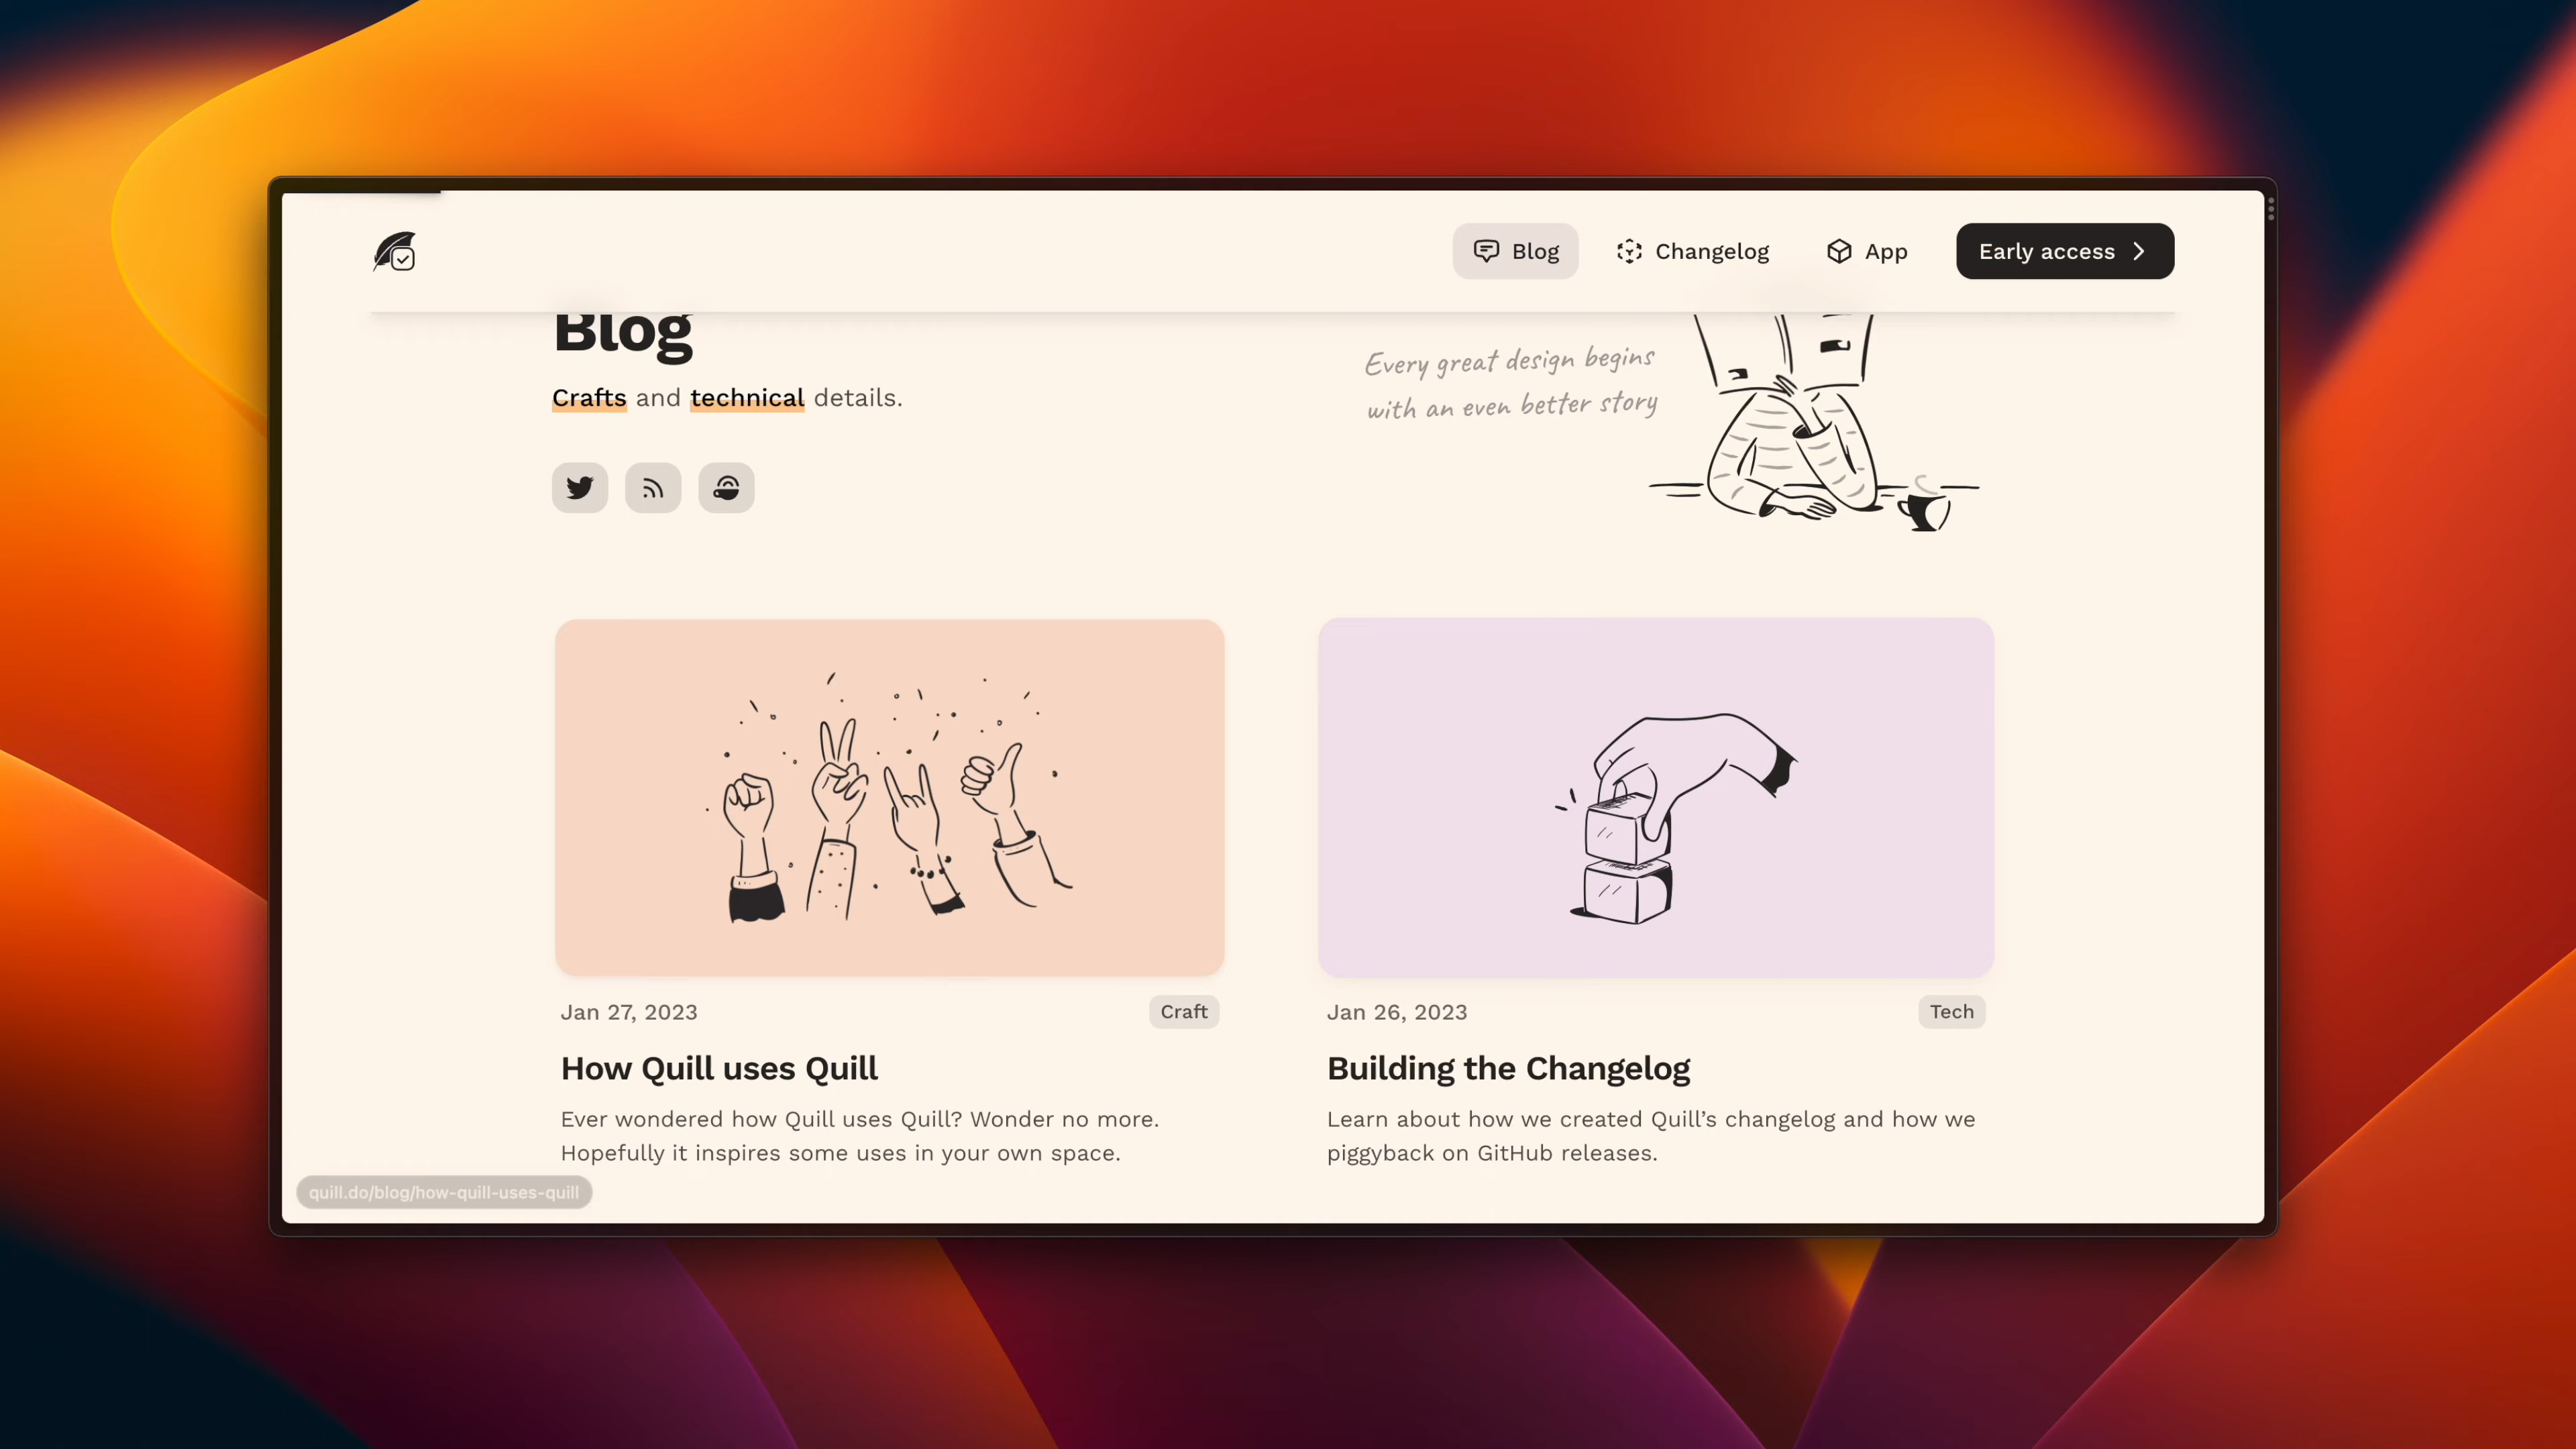 Blog
Changelog
App
Early access
Blog
Crafts and technical details.
Every great design begins
with an even better story
Jan 27, 2023
Craft
How Quill uses Quill
Ever wondered how Quill uses Quill? Wonder no more.
Hopefully it inspires some uses in your own space.
Jan 26, 2023
Tech
Building the Changelog
Learn about how we created Quill’s changelog and how we
piggyback on GitHub releases.
quill.do/blog/how-quill-uses-quill